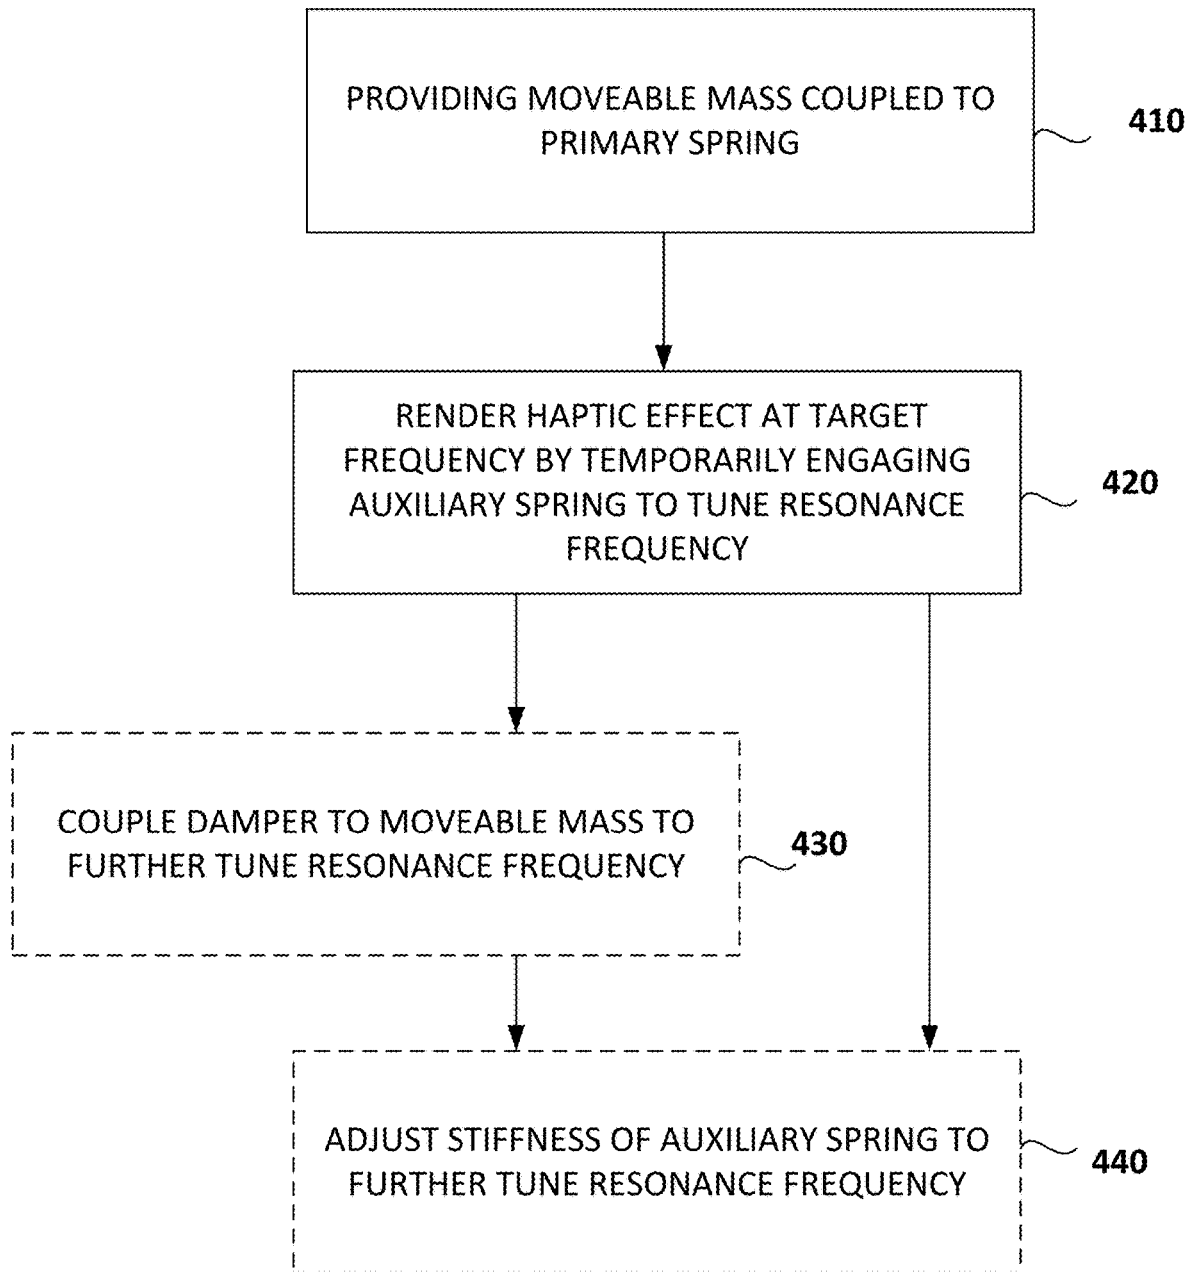 PROVIDING MOVEABLE MASS COUPLED TO
PRIMARY SPRING
410
RENDER HAPTIC EFFECT AT TARGET
FREQUENCY BY TEMPORARILY ENGAGING
AUXILIARY SPRING TO TUNE RESONANCE
FREQUENCY
420
COUPLE DAMPER TO MOVEABLE MASS TO
FURTHER TUNE RESONANCE FREQUENCY
430
ADJUST STIFFNESS OF AUXILIARY SPRING TO
FURTHER TUNE RESONANCE FREQUENCY
440